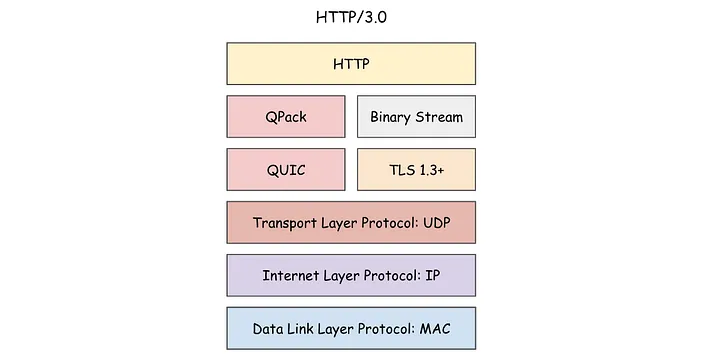 HTTP/3.0
HTTP
QPack
Binary Stream
QUIC
TLS 1.3+
Transport Layer Protocol: UDP
Internet Layer Protocol: IP
Data Link Layer Protocol: MAC